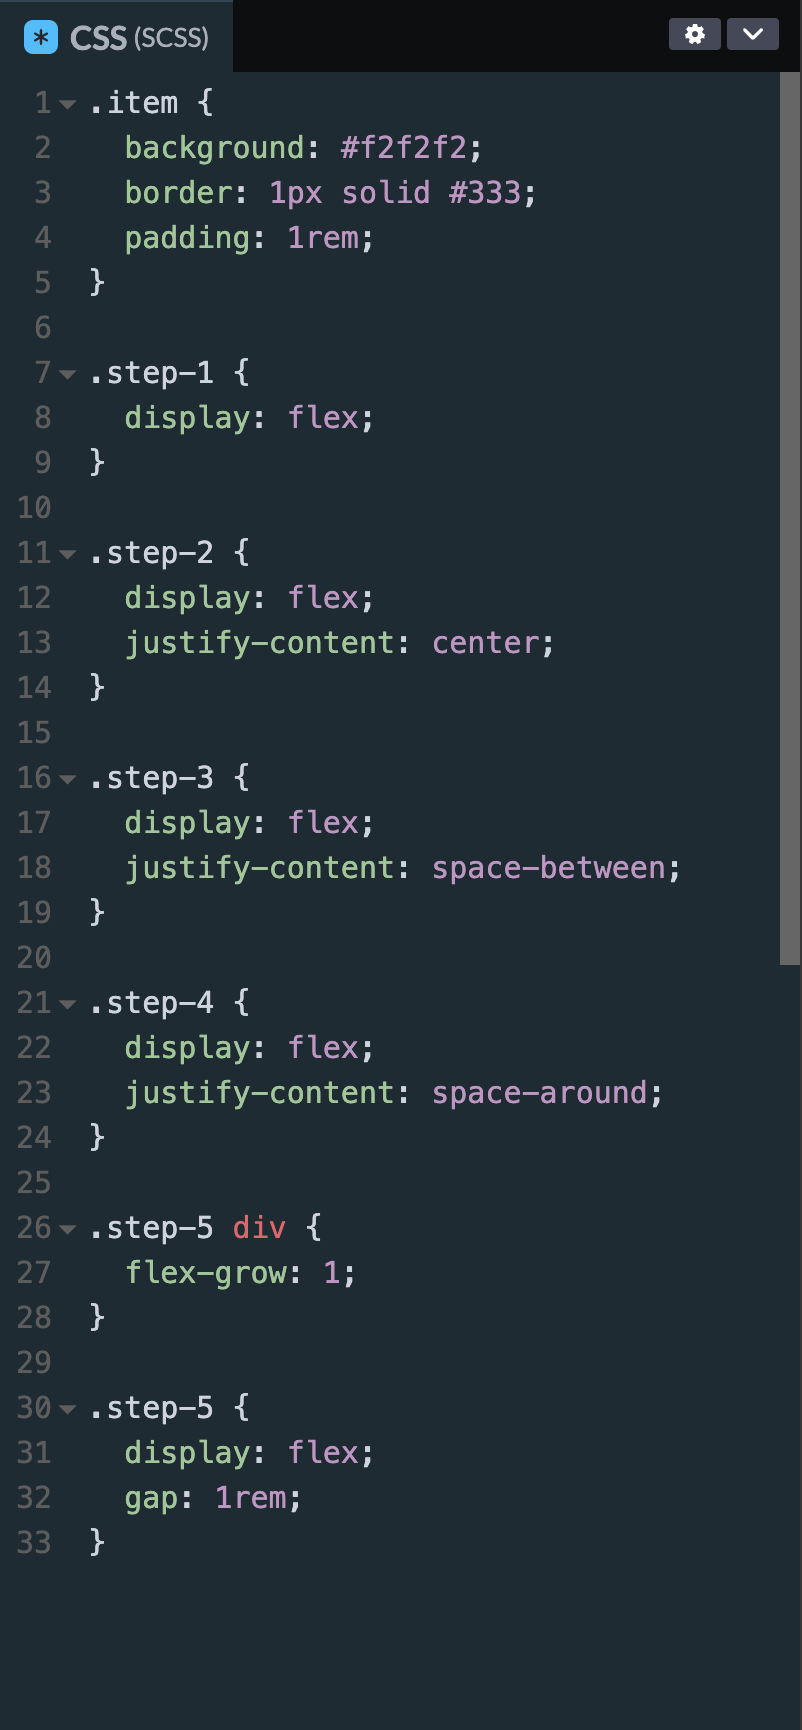 * CSS (SCSS)
1 .item {
2   background: #f2f2f2;
3   border: 1px solid #333;
4   padding: 1rem;
5 }
6
7 .step-1 {
8   display: flex;
9 }
10
11 .step-2 {
12   display: flex;
13   justify-content: center;
14 }
15
16 .step-3 {
17   display: flex;
18   justify-content: space-between;
19 }
20
21 .step-4 {
22   display: flex;
23   justify-content: space-around;
24 }
25
26 .step-5 div {
27   flex-grow: 1;
28 }
29
30 .step-5 {
31   display: flex;
32   gap: 1rem;
33 }